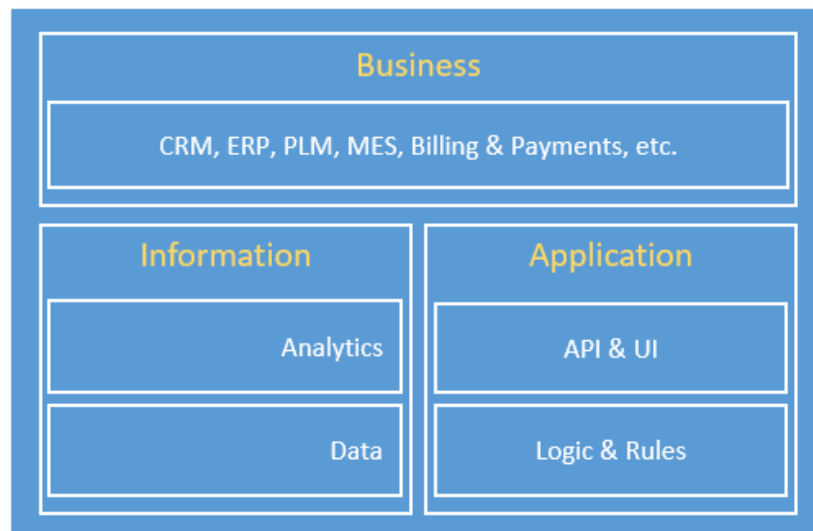 Business
CRM, ERP, PLM, MES, Billing & Payments, etc.
Information
Analytics
Data
Application
API & UI
Logic & Rules